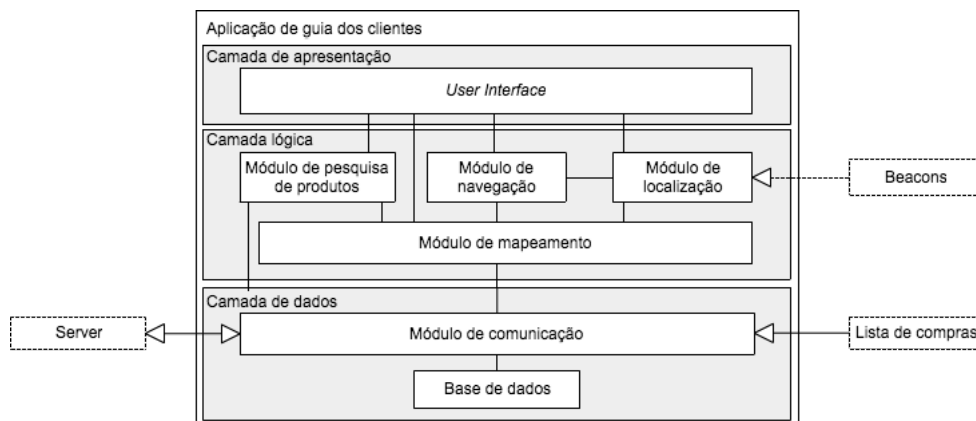 Aplicação de guia dos clientes
Camada de apresentação
User Interface
Camada lógica
Módulo de pesquisa
de produtos
Módulo de
navegação
Módulo de
localização
Beacons
Módulo de mapeamento
Camada de dados
Server
Módulo de comunicação
Lista de compras
Base de dados